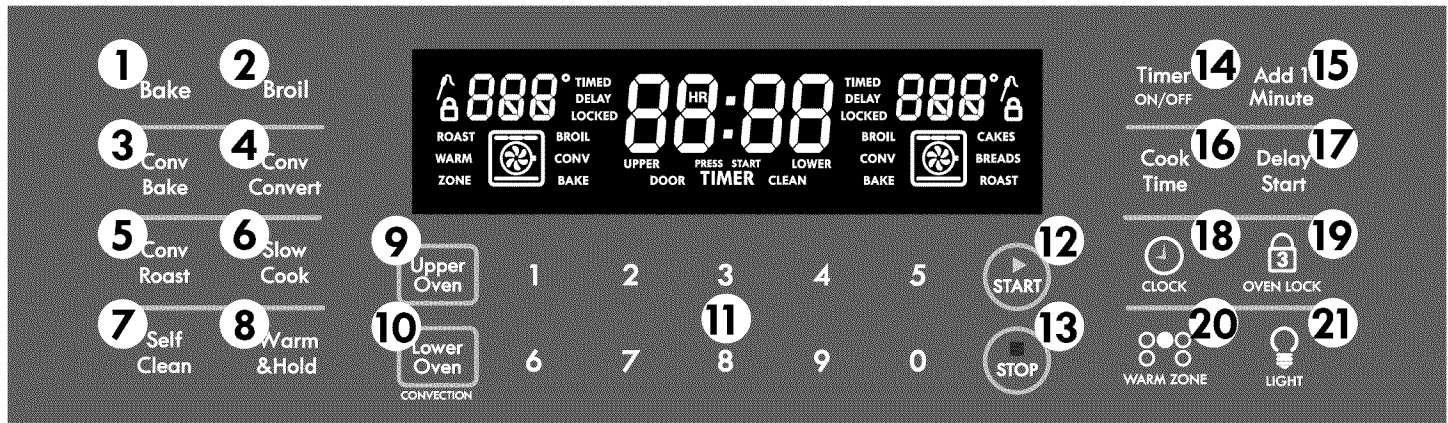 1 Bake
2 Broil
3 Conv Bake
4 Conv Convert
5 Conv Roast
6 Slow Cook
7 Self Clean
8 Warm &Hold
888°
TIMED
DELAY
LOCKED
ROAST
WARM
ZONE
BROIL
CONV
BAKE
88:88
HR
UPPER PRESS START LOWER
DOOR TIMER CLEAN
TIMED
DELAY
LOCKED
888°
BROIL
CONV
BAKE
CAKES
BREADS
ROAST
9 Upper Oven
10 Lower Oven
CONVECTION
1 2 3 4 5
11
6 7 8 9 0
12 START
13 STOP
14 Timer
ON/OFF
15 Add 1 Minute
16 Cook Time
17 Delay Start
18 CLOCK
19 3 OVEN LOCK
20 WARM ZONE
21 LIGHT